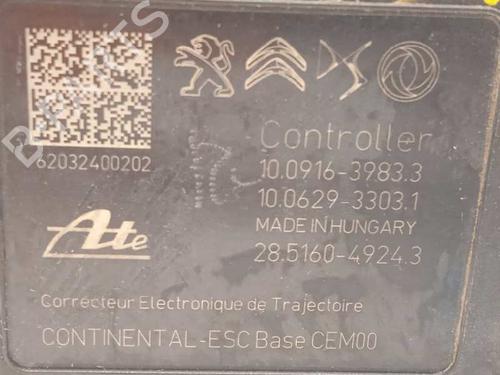 62032400202
Controller
10.0916-3983.3
10.0629-3303.1
MADE IN HUNGARY
28.5160-4924.3
Ate
Correcteur Electronique de Trajectoire
CONTINENTAL-ESC Base CEM00